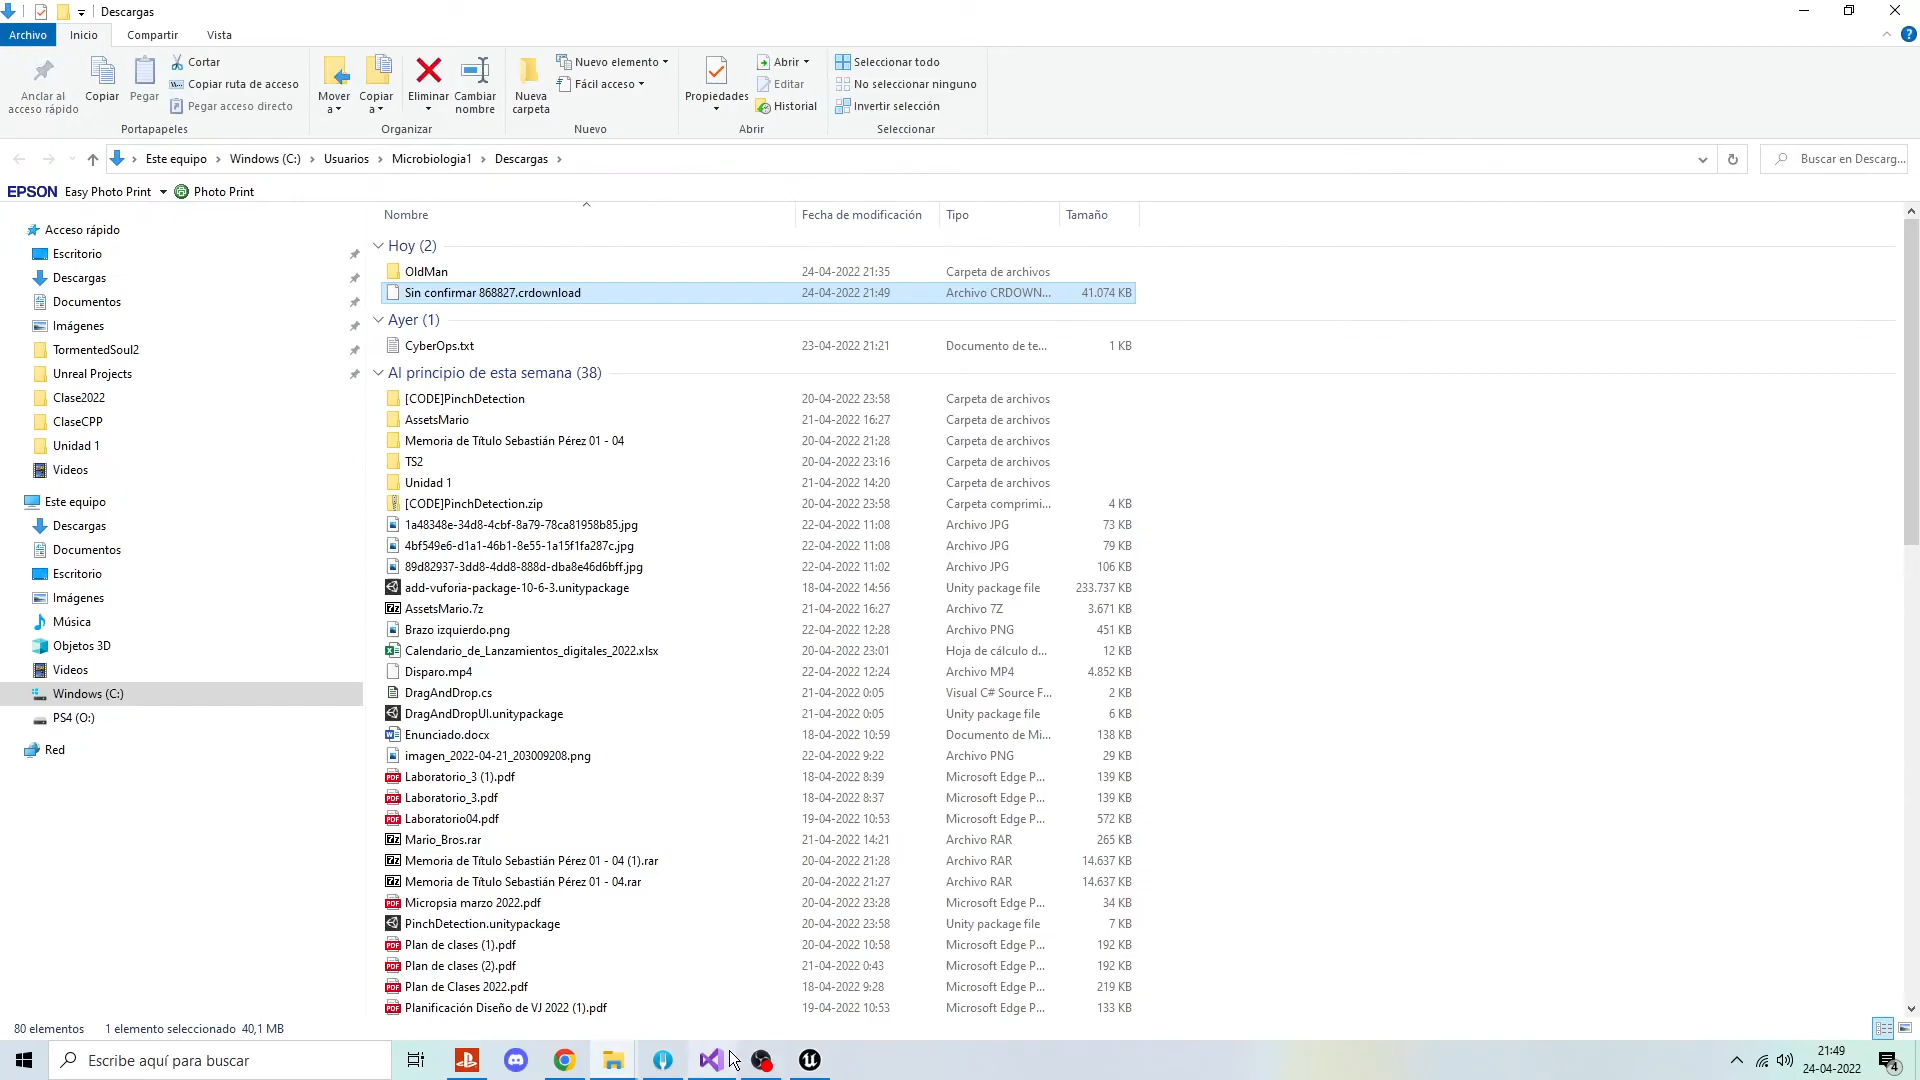 Descargas
Archivo Inicio Compartir Vista
Anclar al acceso rápido
Copiar
Pegar
Cortar
Copiar ruta de acceso
Pegar acceso directo
Portapapeles
Mover a
Copiar a
Eliminar
Cambiar nombre
Organizar
Nueva carpeta
Nuevo elemento
Fácil acceso
Nuevo
Propiedades
Abrir
Editar
Historial
Abrir
Seleccionar todo
No seleccionar ninguno
Invertir selección
Seleccionar
Este equipo > Windows (C:) > Usuarios > Microbiologia1 > Descargas >
Buscar en Descarg...
EPSON Easy Photo Print Photo Print
Acceso rápido
Escritorio
Descargas
Documentos
Imágenes
TormentedSoul2
Unreal Projects
Clase2022
ClaseCPP
Unidad 1
Videos
Este equipo
Descargas
Documentos
Escritorio
Imágenes
Música
Objetos 3D
Videos
Windows (C:)
PS4 (O:)
Red
Nombre Fecha de modificación Tipo Tamaño
Hoy (2)
OldMan 24-04-2022 21:35 Carpeta de archivos
Sin confirmar 868827.crdownload 24-04-2022 21:49 Archivo CRDOWN... 41.074 KB
Ayer (1)
CyberOps.txt 23-04-2022 21:21 Documento de te... 1 KB
Al principio de esta semana (38)
[CODE]PinchDetection 20-04-2022 23:58 Carpeta de archivos
AssetsMario 21-04-2022 16:27 Carpeta de archivos
Memoria de Título Sebastián Pérez 01 - 04 20-04-2022 21:28 Carpeta de archivos
TS2 20-04-2022 23:16 Carpeta de archivos
Unidad 1 21-04-2022 14:20 Carpeta de archivos
[CODE]PinchDetection.zip 20-04-2022 23:58 Carpeta comprimi... 4 KB
1a48348e-34d8-4cbf-8a79-78ca81958b85.jpg 22-04-2022 11:08 Archivo JPG 73 KB
4bf549e6-d1a1-46b1-8e55-1a15f1fa287c.jpg 22-04-2022 11:08 Archivo JPG 79 KB
89d82937-3dd8-4dd8-888d-dba8e46d6bff.jpg 22-04-2022 11:02 Archivo JPG 106 KB
add-vuforia-package-10-6-3.unitypackage 18-04-2022 14:56 Unity package file 233.737 KB
AssetsMario.7z 21-04-2022 16:27 Archivo 7Z 3.671 KB
Brazo izquierdo.png 22-04-2022 12:28 Archivo PNG 451 KB
Calendario_de_Lanzamientos_digitales_2022.xlsx 20-04-2022 23:01 Hoja de cálculo d... 12 KB
Disparo.mp4 22-04-2022 12:24 Archivo MP4 4.852 KB
DragAndDrop.cs 21-04-2022 0:05 Visual C# Source F... 2 KB
DragAndDropUI.unitypackage 21-04-2022 0:05 Unity package file 6 KB
Enunciado.docx 18-04-2022 10:59 Documento de Mi... 138 KB
imagen_2022-04-21_203009208.png 22-04-2022 9:22 Archivo PNG 29 KB
Laboratorio_3 (1).pdf 18-04-2022 8:39 Microsoft Edge P... 139 KB
Laboratorio_3.pdf 18-04-2022 8:37 Microsoft Edge P... 139 KB
Laboratorio04.pdf 19-04-2022 10:53 Microsoft Edge P... 572 KB
Mario_Bros.rar 21-04-2022 14:21 Archivo RAR 265 KB
Memoria de Título Sebastián Pérez 01 - 04 (1).rar 20-04-2022 21:28 Archivo RAR 14.637 KB
Memoria de Título Sebastián Pérez 01 - 04.rar 20-04-2022 21:27 Archivo RAR 14.637 KB
Micropsia marzo 2022.pdf 20-04-2022 23:28 Microsoft Edge P... 34 KB
PinchDetection.unitypackage 20-04-2022 23:58 Unity package file 7 KB
Plan de clases (1).pdf 20-04-2022 10:58 Microsoft Edge P... 192 KB
Plan de clases (2).pdf 21-04-2022 0:43 Microsoft Edge P... 192 KB
Plan de Clases 2022.pdf 18-04-2022 9:28 Microsoft Edge P... 219 KB
Planificación Diseño de VJ 2022 (1).pdf 19-04-2022 10:53 Microsoft Edge P... 133 KB
80 elementos 1 elemento seleccionado 40,1 MB
Escribe aquí para buscar
21:49
24-04-2022
4